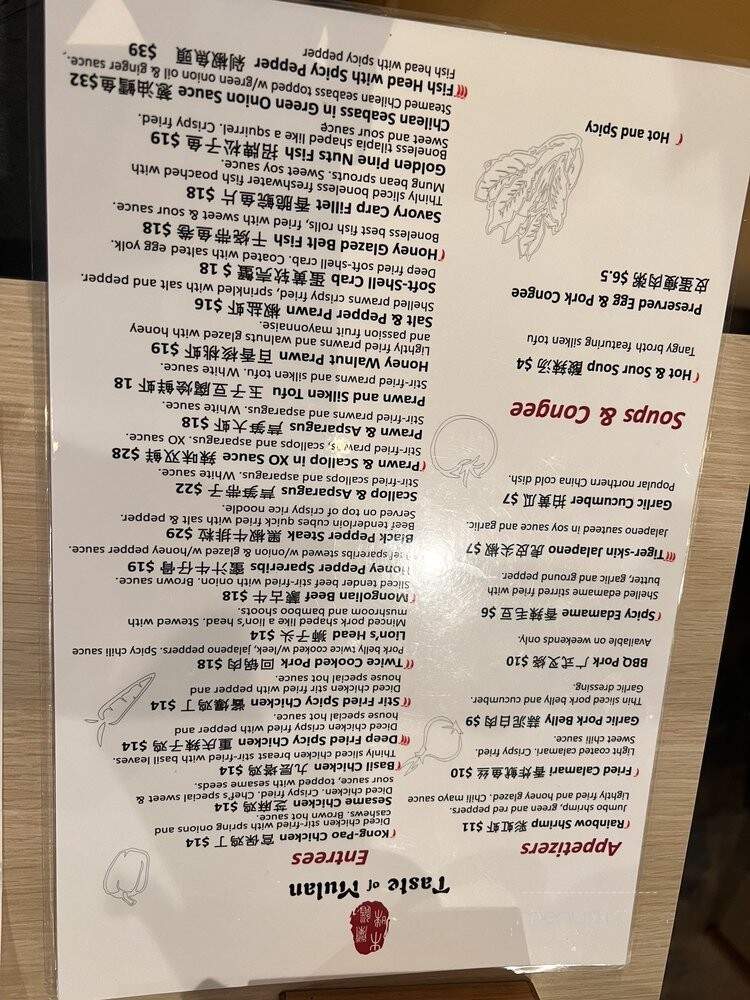 Taste of Mulan
Appetizers
Rainbow Shrimp 彩虹虾 $11
Jumbo shrimp, green and red peppers.
Lightly fried and honey glazed. Chili mayo sauce
Fried Calamari 香炸鱿鱼丝 $10
Light coated calamari. Crispy fried.
Sweet chili sauce.
Garlic Pork Belly 蒜泥白肉 $9
Thin sliced pork belly and cucumber
Garlic dressing.
BBQ Pork 广式叉烧 $10
Available on weekends only.
Spicy Edamame 香辣毛豆 $6
Shelled edamame stirred fried with
butter, garlic and ground pepper.
Tiger-skin Jalapeno 虎皮尖椒 $7
Jalapeno sauteed in soy sauce and garlic.
Garlic Cucumber 拍黄瓜 $7
Popular northern China cold dish.
Soups & Congee
Hot & Sour Soup 酸辣汤 $4
Tangy broth featuring silken tofu
Preserved Egg & Pork Congee
皮蛋瘦肉粥 $6.5
Hot and Spicy
Entrees
Kong-Pao Chicken 宫保鸡丁 $14
Diced chicken stir-fried with spring onions and
cashews. Brown hot sauce.
Sesame Chicken 芝麻鸡 $14
Diced chicken. Crispy fried. Chef's special sweet &
sour sauce, topped with sesame seeds.
Basil Chicken 九层塔鸡 $14
Thinly sliced chicken breast stir-fried with basil leaves.
Deep Fried Spicy Chicken 重庆辣子鸡 $14
Diced chicken crispy fried with pepper and
house special hot sauce.
Stir Fried Spicy Chicken 酱爆鸡丁 $14
Diced chicken stir fried with pepper and
house special hot sauce.
Twice Cooked Pork 回锅肉 $18
Pork belly twice cooked w/leek, jalapeno peppers. Spicy chili sauce
Lion's Head 狮子头 $14
Minced pork shaped like a lion's head. Stewed with
mushroom and bamboo shoots.
Mongolian Beef 蒙古牛 $18
Sliced tender beef stir-fried with onion. Brown sauce.
Honey Pepper Spareribs 蜜汁牛仔骨 $19
Beef spareribs stewed w/onion & glazed w/honey pepper sauce.
Black Pepper Steak 黑椒牛排粒 $29
Beef tenderloin cubes quick fried with salt & pepper.
Served on top of crispy rice noodle.
Scallop & Asparagus 芦笋带子 $22
Stir-fried scallops and asparagus. White sauce.
Prawn & Scallop in XO Sauce 辣双味鲜 $28
Stir-fried prawns, scallops and asparagus. XO sauce.
Prawn & Asparagus 芦笋大虾 $18
Stir-fried prawns and asparagus. White sauce.
Prawn and Silken Tofu 玉子豆腐烩鲜虾 18
Stir-fried prawns and silken tofu. White sauce.
Honey Walnut Prawn 百香核桃虾 $19
Lightly fried prawns and walnuts glazed with honey
and passion fruit mayonnaise.
Salt & Pepper Prawn 椒盐虾 $16
Shelled prawns crispy fried, sprinkled with salt and pepper.
Soft-Shell Crab 蛋黄软壳蟹 $ 18
Deep fried soft-shell crab. Coated with salted egg yolk.
Honey Glazed Belt Fish 干烧带鱼卷 $18
Boneless best fish rolls, fried with sweet & sour sauce.
Savory Carp Fillet 香脆鲩鱼片 $18
Thinly sliced boneless freshwater fish poached with
Mung bean sprouts. Sweet soy sauce.
Golden Pine Nuts Fish 招牌松子鱼 $19
Boneless tilapia shaped like a squirrel. Crispy fried.
Sweet and sour sauce
Chilean Seabass in Green Onion Sauce 葱油鳕鱼 $32
Steamed Chilean seabass topped w/green onion oil & ginger sauce.
Fish Head with Spicy Pepper 剁椒魚頭 $39
Fish head with spicy pepper